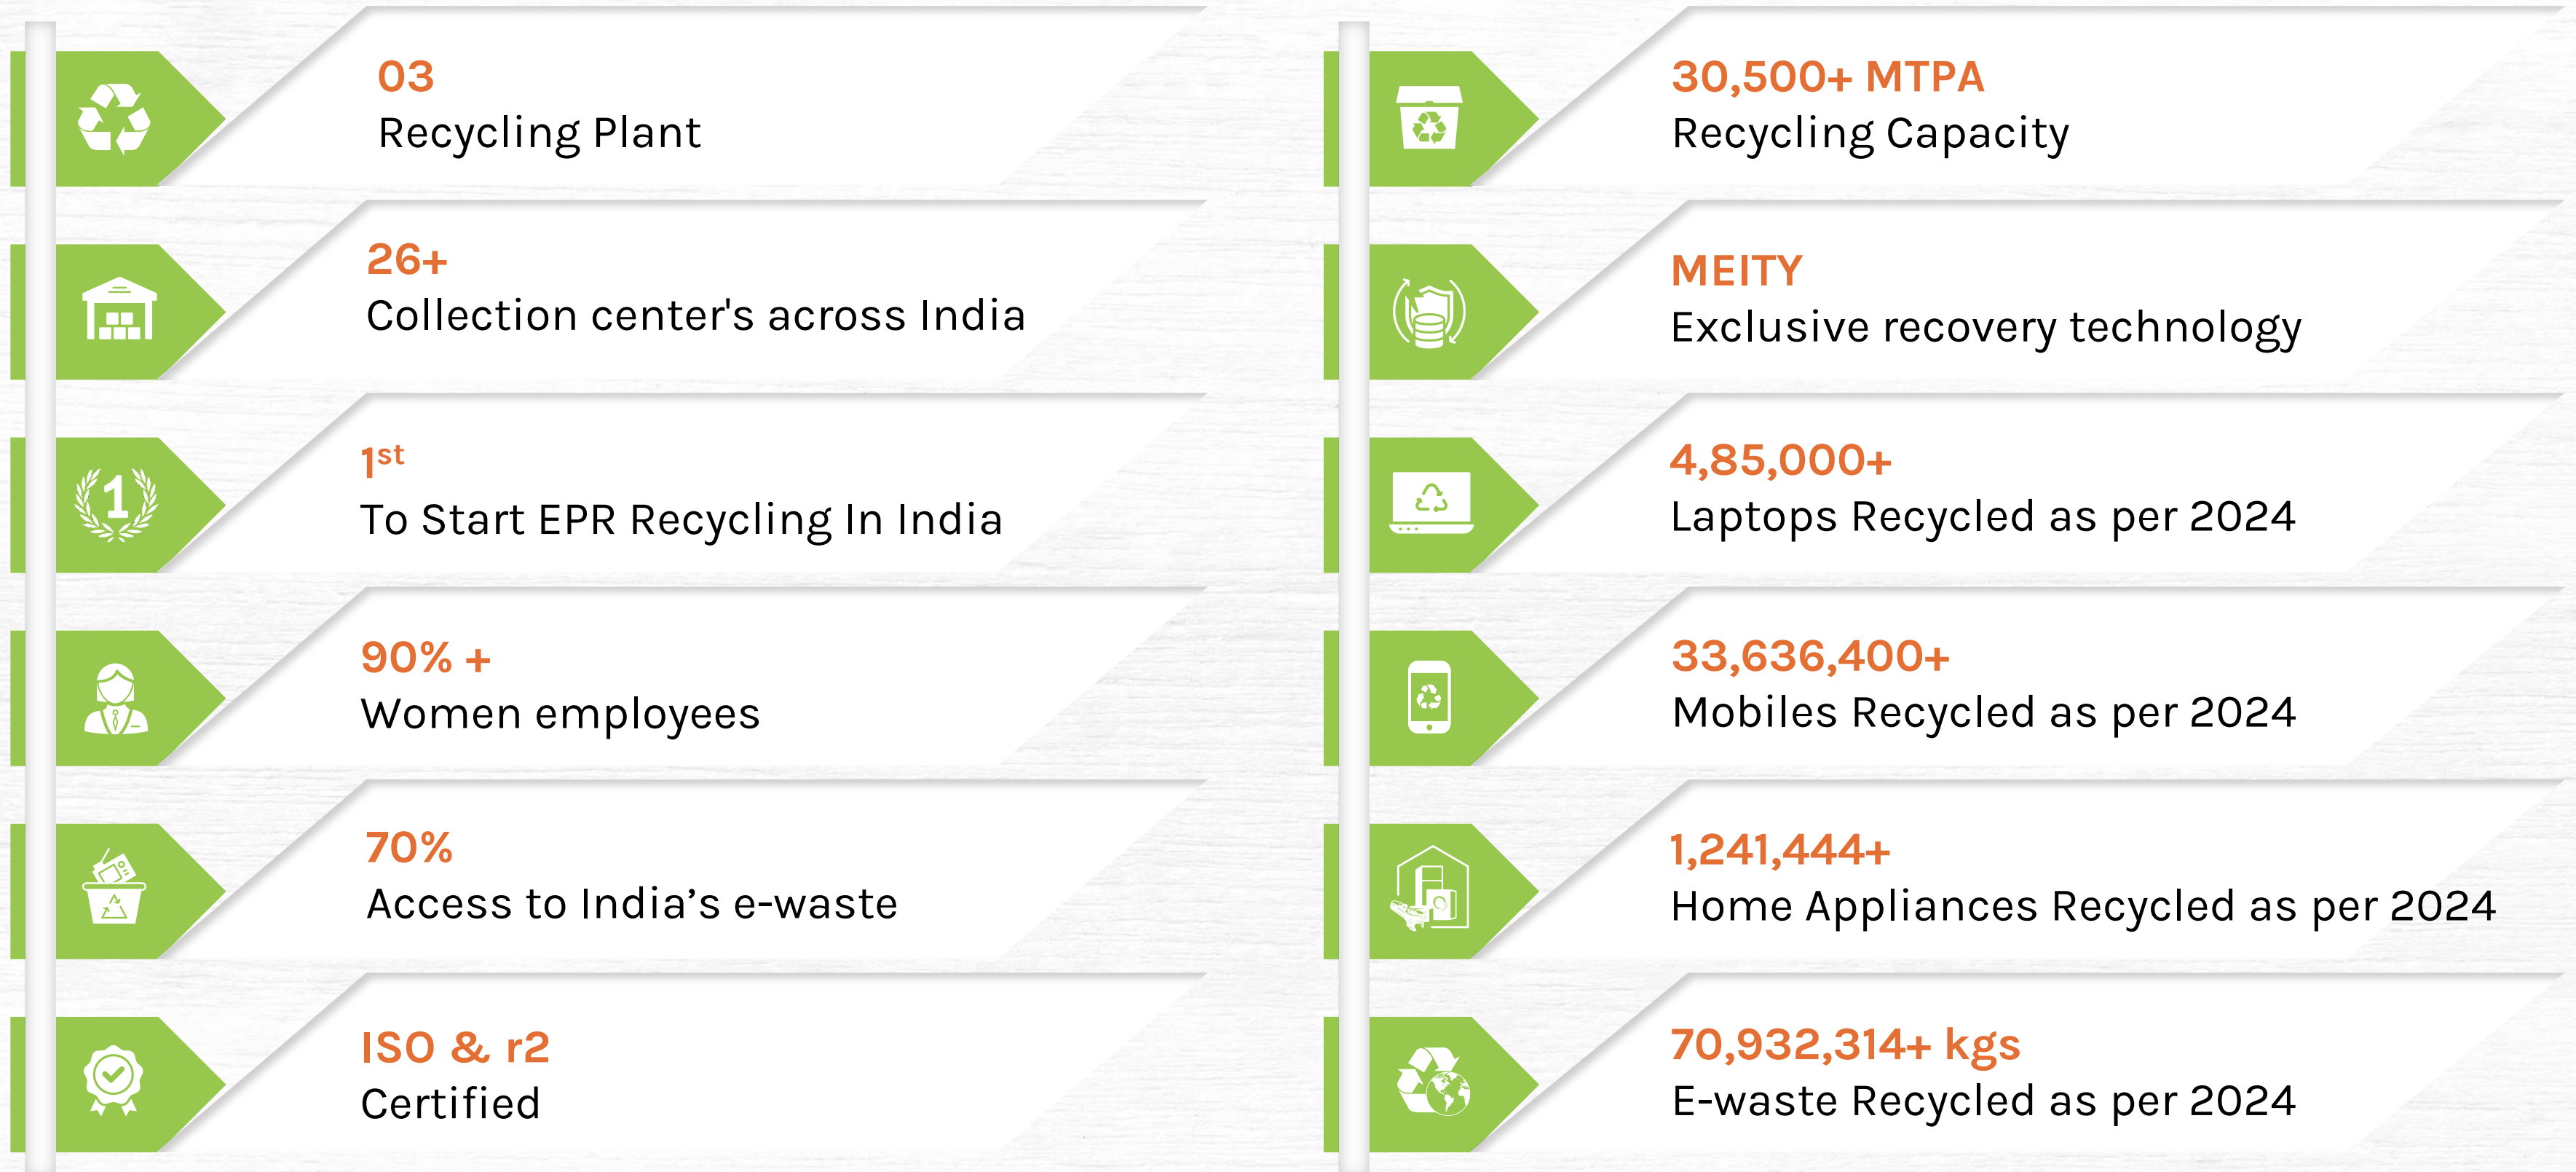 03
Recycling Plant
26+
Collection center's across India
1st
To Start EPR Recycling In India
90% +
Women employees
70%
Access to India’s e-waste
ISO & r2
Certified
30,500+ MTPA
Recycling Capacity
MEITY
Exclusive recovery technology
4,85,000+
Laptops Recycled as per 2024
33,636,400+
Mobiles Recycled as per 2024
1,241,444+
Home Appliances Recycled as per 2024
70,932,314+ kgs
E-waste Recycled as per 2024